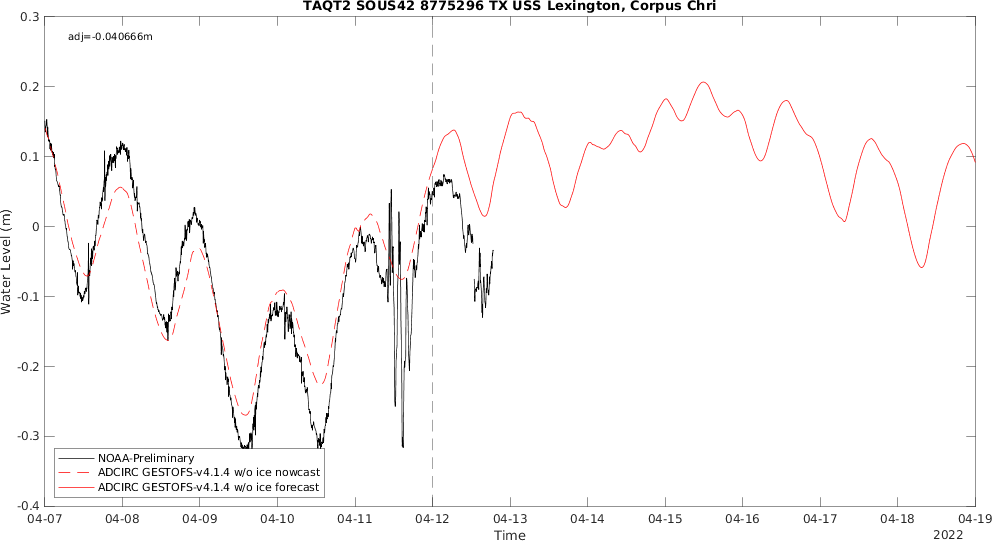 TAQT2 SOUS42 8775296 TX USS Lexington, Corpus Chri
adj=-0.040666m
0.3
0.2
0.1
0
-0.1
-0.2
-0.3
-0.4
Water Level (m)
NOAA-Preliminary
ADCIRC GESTOFS-v4.1.4 w/o ice nowcast
ADCIRC GESTOFS-v4.1.4 w/o ice forecast
04-07 04-08 04-09 04-10 04-11 04-12 04-13 04-14 04-15 04-16 04-17 04-18 04-19
Time
2022